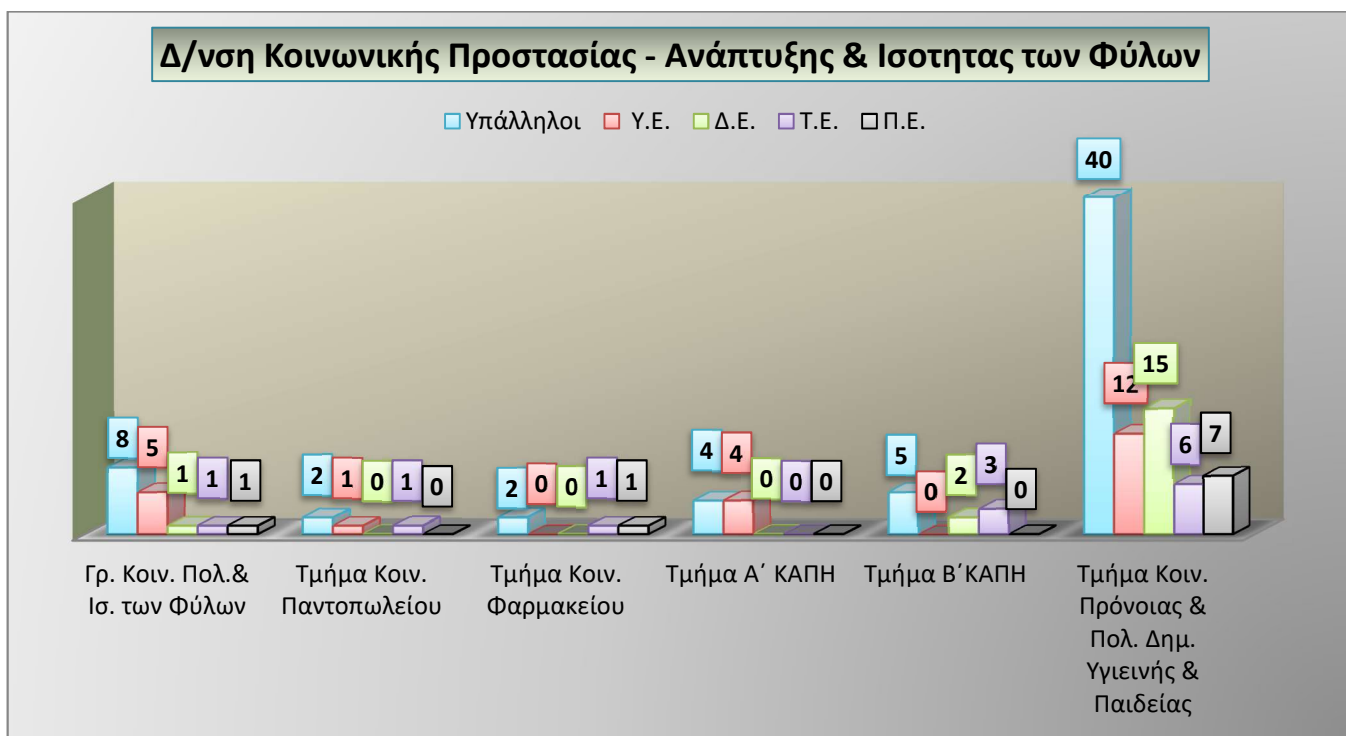 Δ/νση Κοινωνικής Προστασίας - Ανάπτυξης & Ισοτητας των Φύλων
Υπάλληλοι Υ.Ε. Δ.Ε. Τ.Ε. Π.Ε.
8 5 1 1 1
2 1 0 1 0
2 0 0 1 1
4 4 0 0 0
5 0 2 3 0
40 12 15 6 7
Γρ. Κοιν. Πολ.&
Ισ. των Φύλων
Τμήμα Κοιν.
Παντοπωλείου
Τμήμα Κοιν.
Φαρμακείου
Τμήμα Α΄ ΚΑΠΗ
Τμήμα Β΄ΚΑΠΗ
Τμήμα Κοιν.
Πρόνοιας &
Πολ. Δημ.
Υγιεινής &
Παιδείας